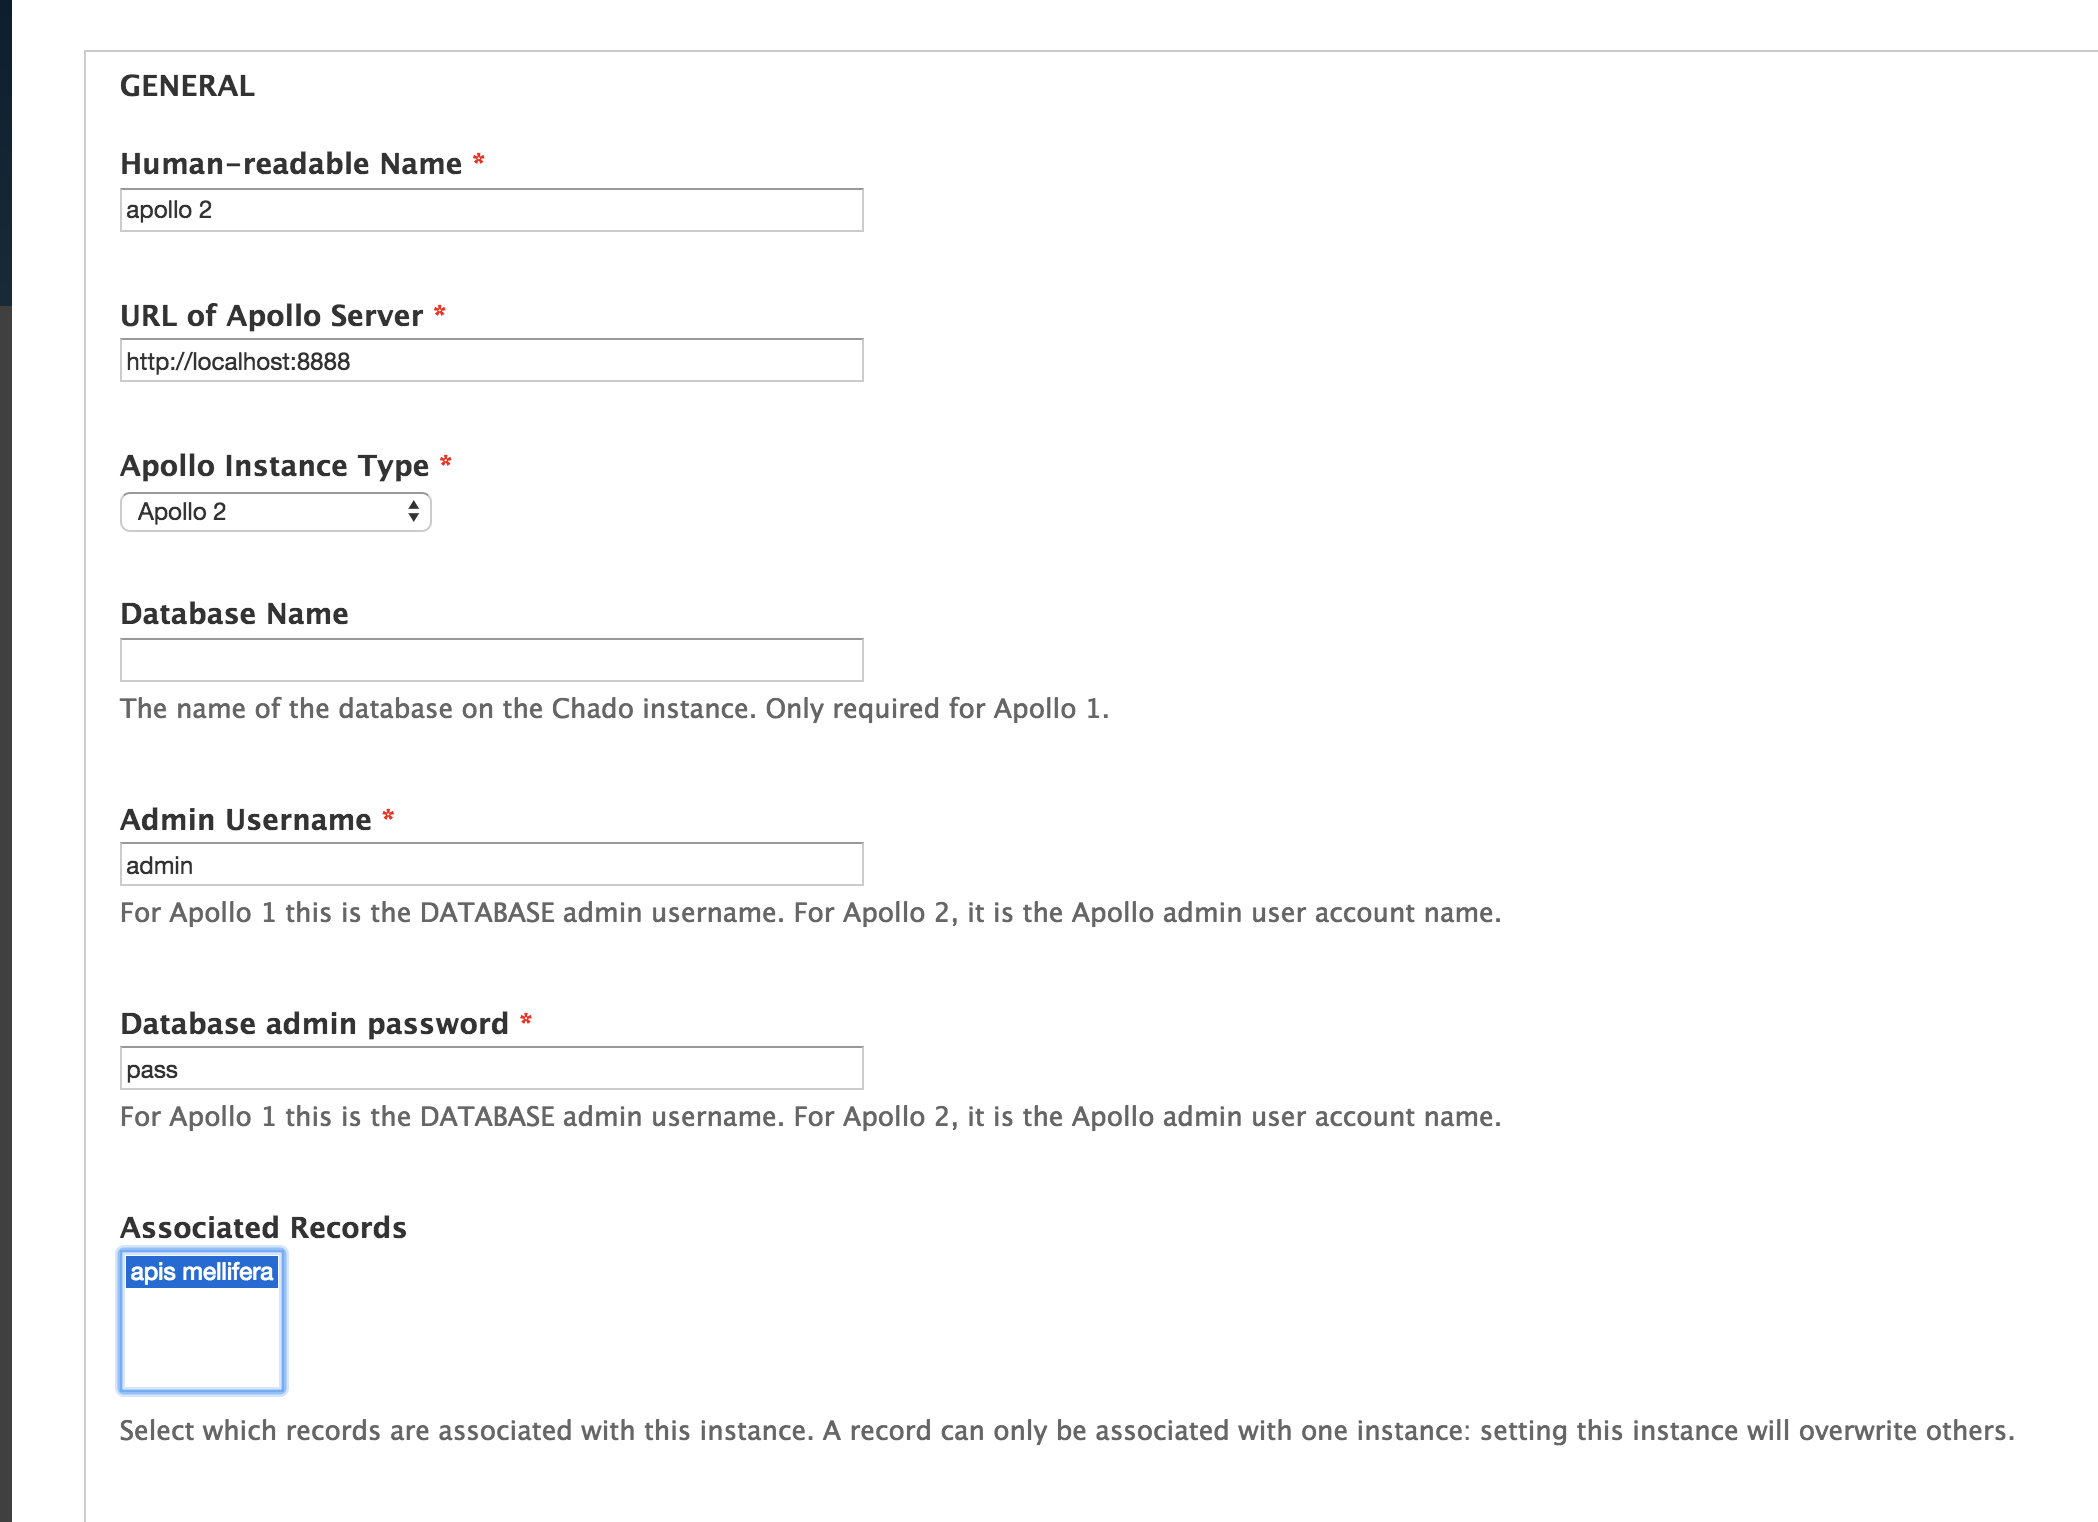 GENERAL
Human-readable Name *
apollo 2
URL of Apollo Server *
http://localhost:8888
Apollo Instance Type *
Apollo 2
Database Name
The name of the database on the Chado instance. Only required for Apollo 1.
Admin Username *
admin
For Apollo 1 this is the DATABASE admin username. For Apollo 2, it is the Apollo admin user account name.
Database admin password *
pass
For Apollo 1 this is the DATABASE admin username. For Apollo 2, it is the Apollo admin user account name.
Associated Records
apis mellifera
Select which records are associated with this instance. A record can only be associated with one instance: setting this instance will overwrite others.